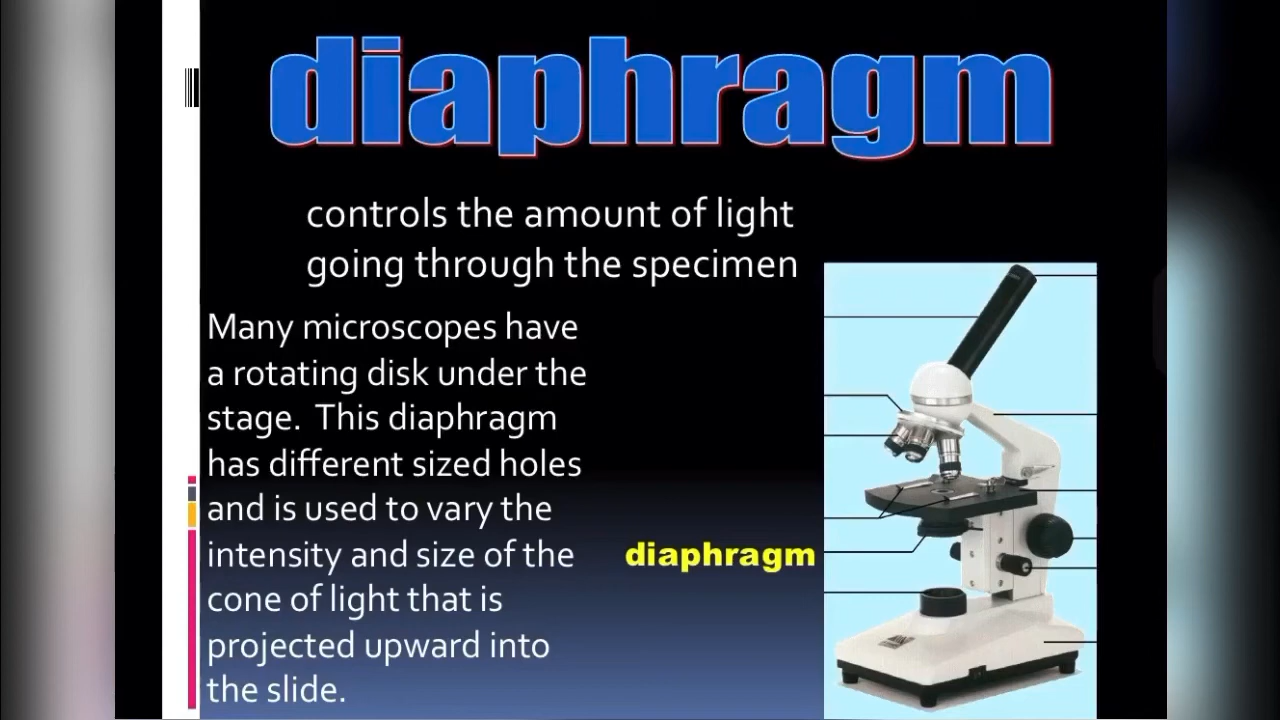 diaphragm
controls the amount of light
going through the specimen
Many microscopes have
a rotating disk under the
stage.  This diaphragm
has different sized holes
and is used to vary the
intensity and size of the
cone of light that is
projected upward into
the slide.
diaphragm